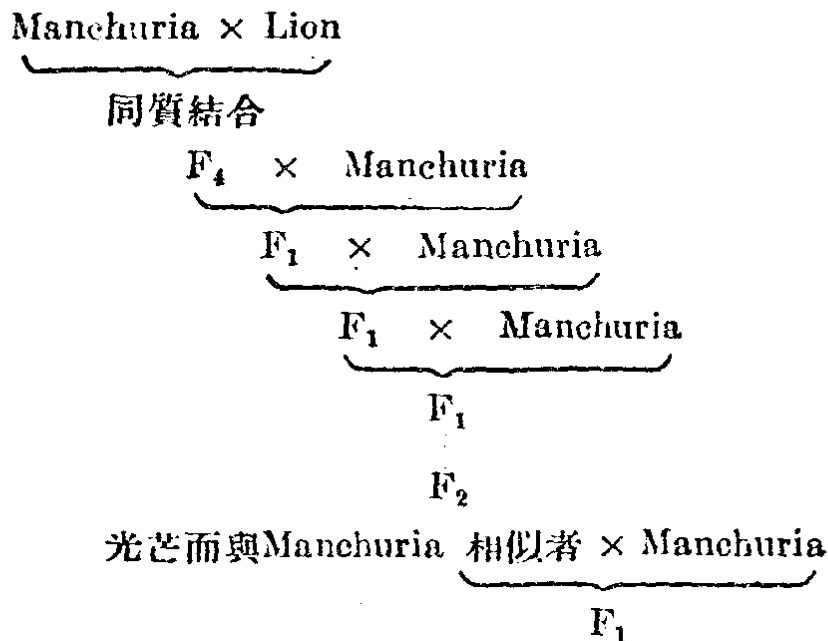 Manchuria × Lion
同質結合
F₄ × Manchuria
F₁ × Manchuria
F₁ × Manchuria
F₁
F₂
光芒而與Manchuria 相似者 × Manchuria
F₁